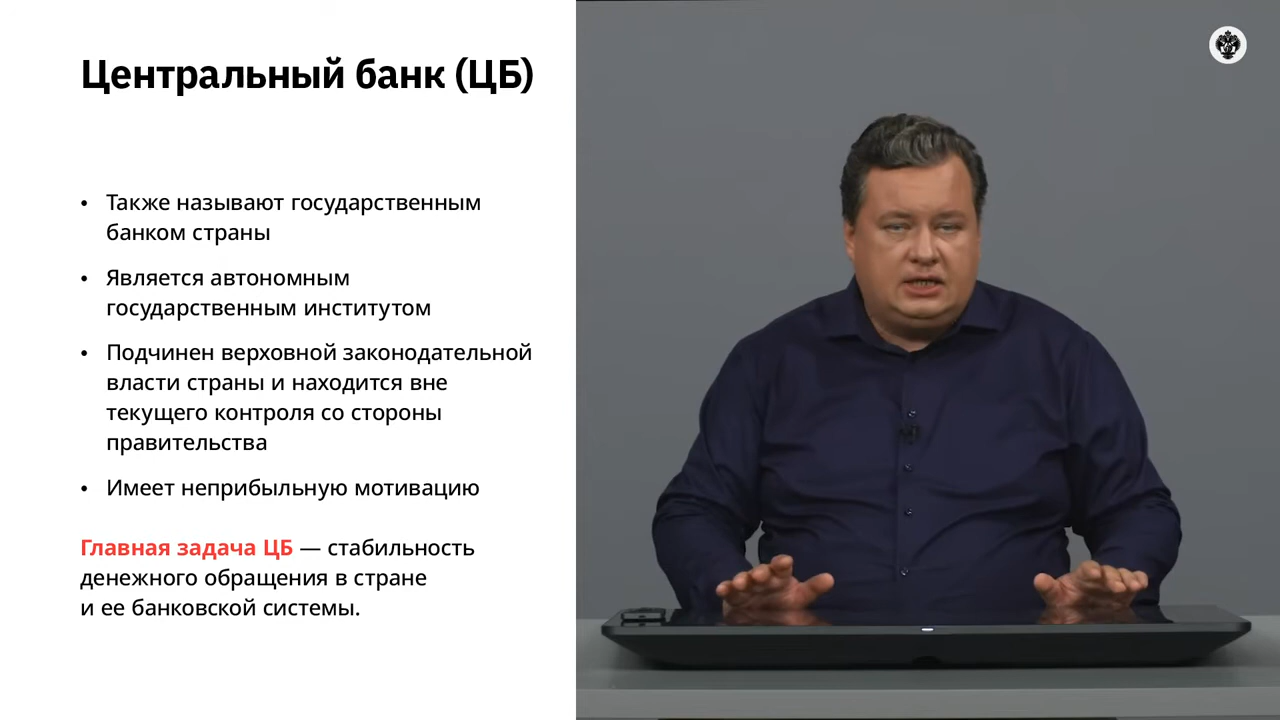 Центральный банк (ЦБ)
• Также называют государственным
банком страны
• Является автономным
государственным институтом
• Подчинен верховной законодательной
власти страны и находится вне
текущего контроля со стороны
правительства
• Имеет неприбыльную мотивацию
Главная задача ЦБ — стабильность
денежного обращения в стране
и ее банковской системы.